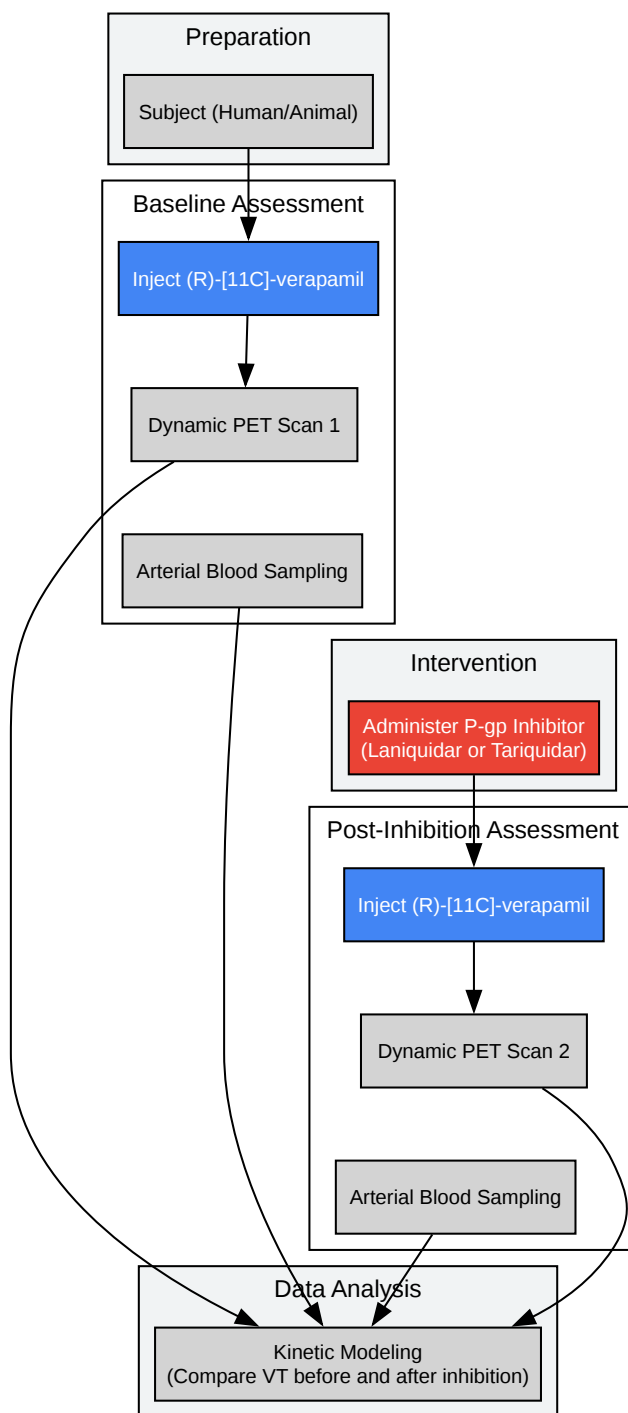 Preparation
Subject (Human/Animal)
Baseline Assessment
Inject (R)-[11C]-verapamil
Dynamic PET Scan 1
Arterial Blood Sampling
Intervention
Administer P-gp Inhibitor
(Laniquidar or Tariquidar)
Post-Inhibition Assessment
Inject (R)-[11C]-verapamil
Dynamic PET Scan 2
Arterial Blood Sampling
Data Analysis
Kinetic Modeling
(Compare VT before and after inhibition)